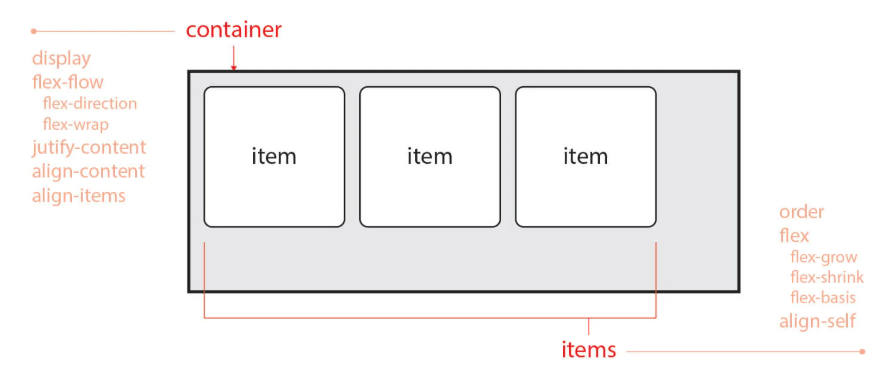 container
display
flex-flow
flex-direction
flex-wrap
jutify-content
align-content
align-items
item item item
order
flex
flex-grow
flex-shrink
flex-basis
align-self
items